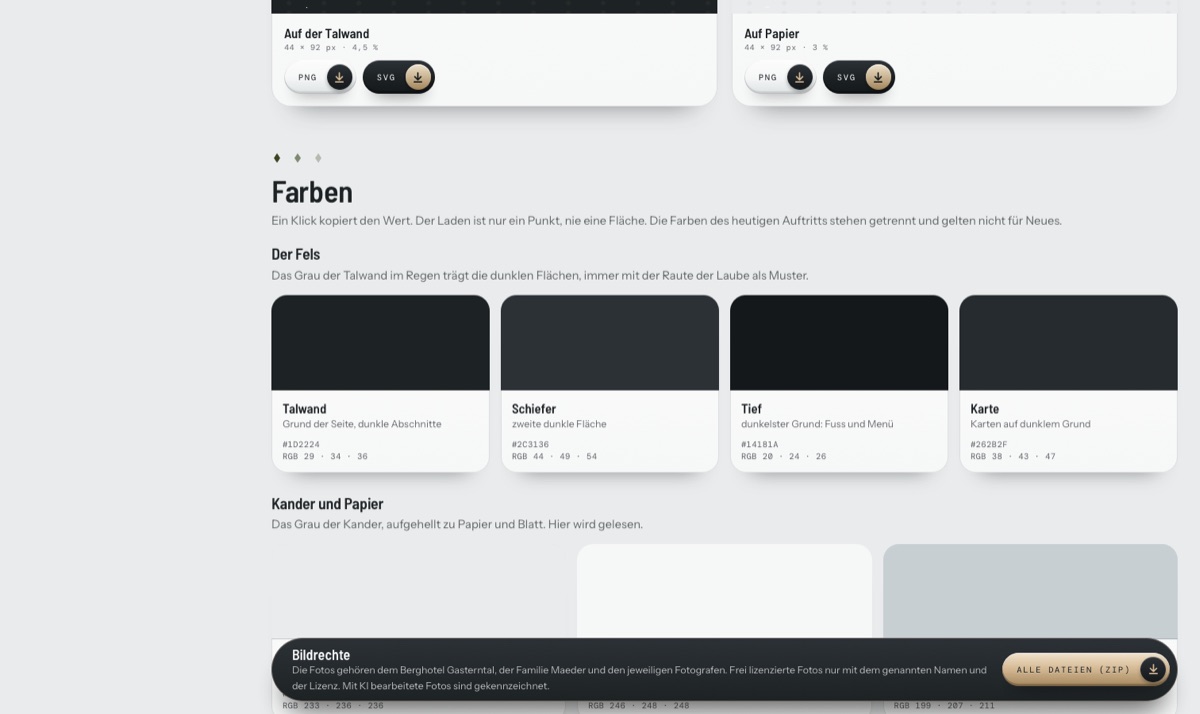 Auf der Talwand
44 × 92 px · 4,5 %
PNG
SVG
Auf Papier
44 × 92 px · 3 %
PNG
SVG
Farben
Ein Klick kopiert den Wert. Der Laden ist nur ein Punkt, nie eine Fläche. Die Farben des heutigen Auftritts stehen getrennt und gelten nicht für Neues.
Der Fels
Das Grau der Talwand im Regen trägt die dunklen Flächen, immer mit der Raute der Laube als Muster.
Talwand
Grund der Seite, dunkle Abschnitte
#1D2224
RGB 29 · 34 · 36
Schiefer
zweite dunkle Fläche
#2C3136
RGB 44 · 49 · 54
Tief
dunkelster Grund: Fuss und Menü
#14181A
RGB 20 · 24 · 26
Karte
Karten auf dunklem Grund
#262B2F
RGB 38 · 43 · 47
Kander und Papier
Das Grau der Kander, aufgehellt zu Papier und Blatt. Hier wird gelesen.
Bildrechte
Die Fotos gehören dem Berghotel Gasterntal, der Familie Maeder und den jeweiligen Fotografen. Frei lizenzierte Fotos nur mit dem genannten Namen und
der Lizenz. Mit KI bearbeitete Fotos sind gekennzeichnet.
ALLE DATEIEN (ZIP)
RGB 233 · 236 · 236
RGB 246 · 248 · 248
RGB 199 · 207 · 211